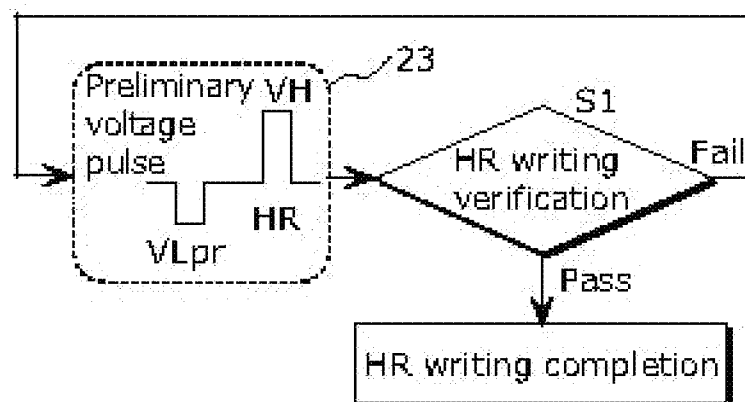 23
Preliminary VH
voltage
pulse
HR
VLpr
S1
HR writing
verification
Fail
Pass
HR writing completion